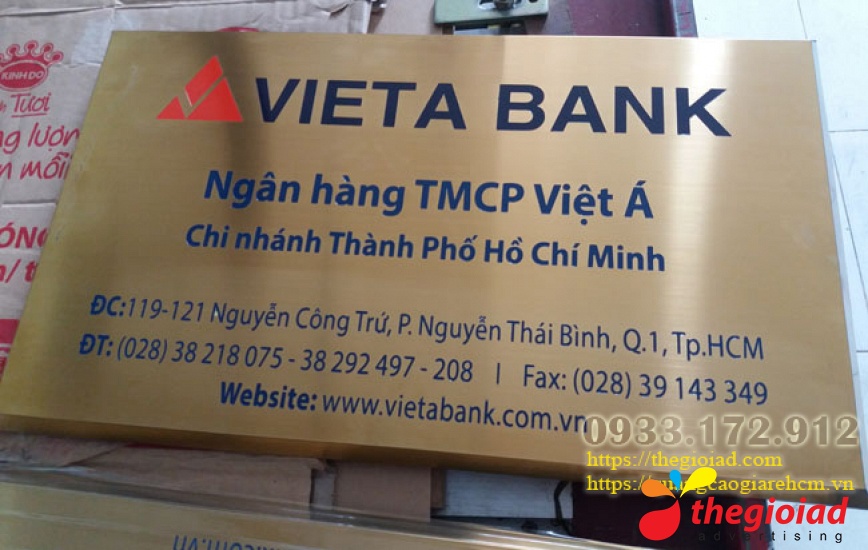 VIETA BANK
Ngân hàng TMCP Việt Á
Chi nhánh Thành Phố Hồ Chí Minh
ĐC:119-121 Nguyễn Công Trứ, P. Nguyễn Thái Bình, Q.1, Tp.HCM
ĐT: (028) 38 218 075 - 38 292 497 - 208 | Fax: (028) 39 143 349
Website: www.vietabank.com.vn
KINH DO
Tươi
0933.172.912
https://thegioiad.com
thegioiad
advertising